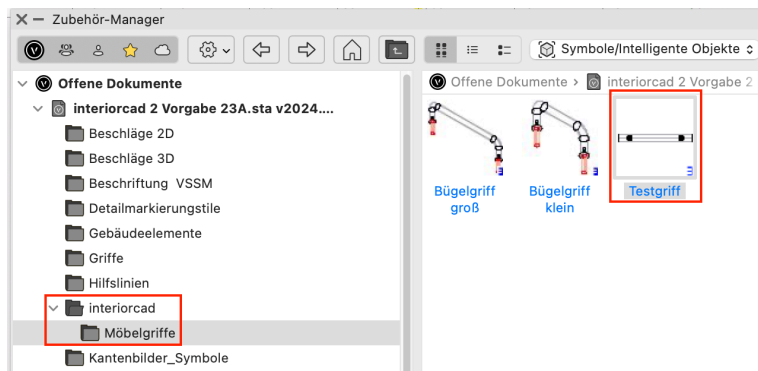 Zubehör-Manager
Symbole/Intelligente Objekte
Offene Dokumente
interiorcad 2 Vorgabe 23A.sta v2024....
Beschläge 2D
Beschläge 3D
Beschriftung VSSM
Detailmarkierungstile
Gebäudeelemente
Griffe
Hilfslinien
interiorcad
Möbelgriffe
Kantenbilder_Symbole
Offene Dokumente > interiorcad 2 Vorgabe 2
Bügelgriff
groß
Bügelgriff
klein
Testgriff